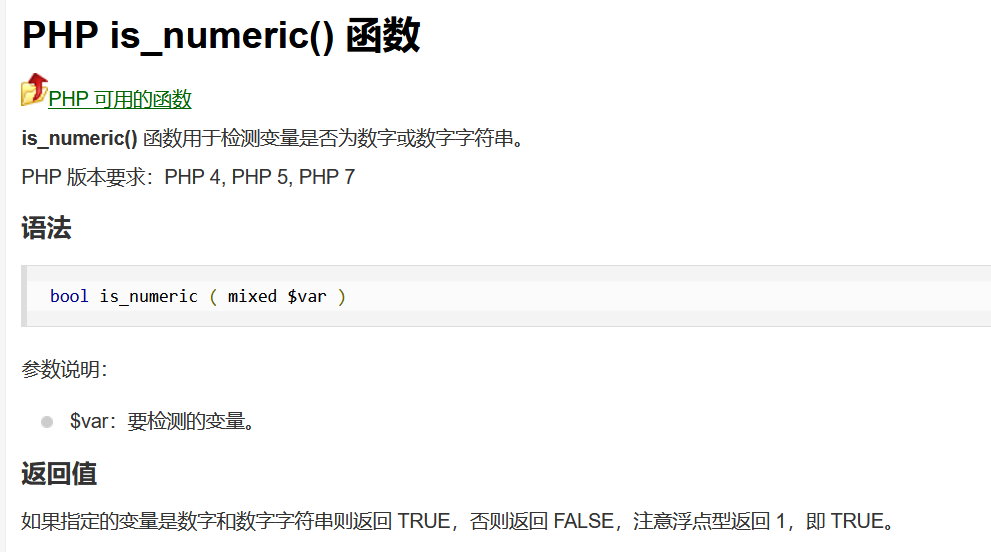 PHP is_numeric() 函数
PHP 可用的函数
is_numeric() 函数用于检测变量是否为数字或数字字符串。
PHP 版本要求：PHP 4, PHP 5, PHP 7
语法
bool is_numeric ( mixed $var )
参数说明：
$var：要检测的变量。
返回值
如果指定的变量是数字和数字字符串则返回 TRUE，否则返回 FALSE，注意浮点型返回 1，即 TRUE。